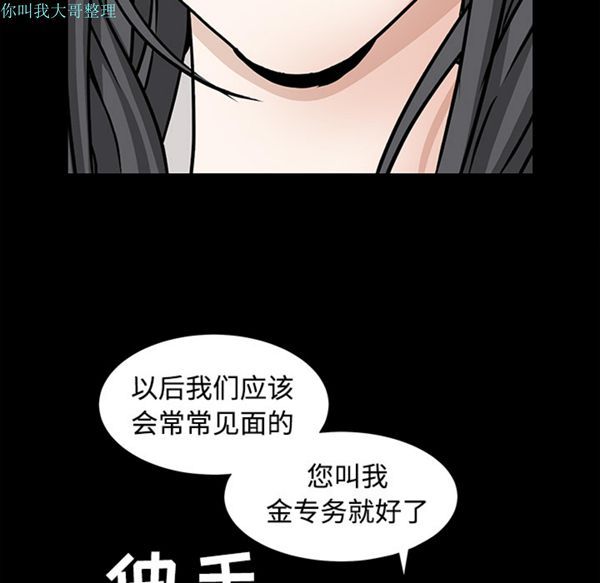 你叫我大哥整理
以后我们应该
会常常见面的
您叫我
金专务就好了